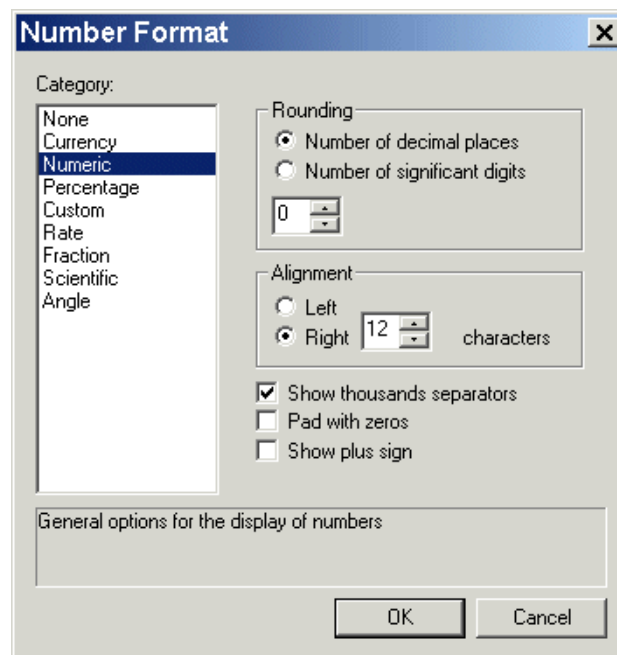 Number Format
Category:
None
Currency
Numeric
Percentage
Custom
Rate
Fraction
Scientific
Angle
Rounding
Number of decimal places
Number of significant digits
0
Alignment
Left
Right 12 characters
Show thousands separators
Pad with zeros
Show plus sign
General options for the display of numbers
OK Cancel